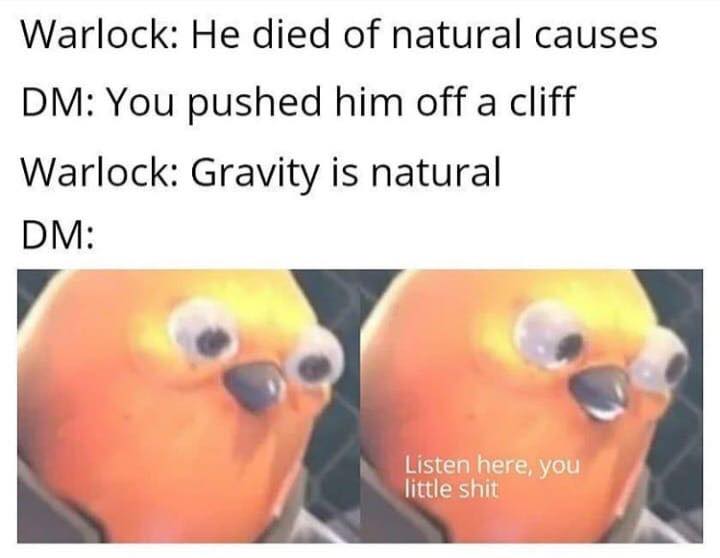 Warlock: He died of natural causes
DM: You pushed him off a cliff
Warlock: Gravity is natural
DM:
Listen here, you
little shit